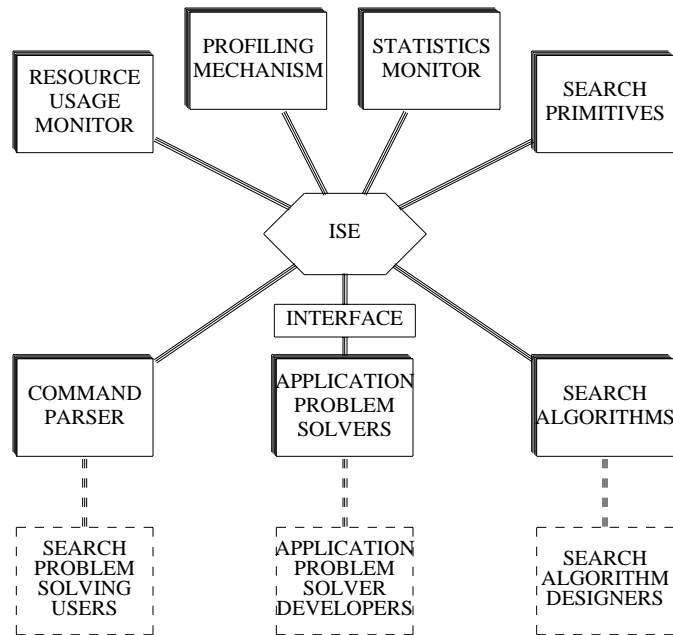 RESOURCE
USAGE
MONITOR
PROFILING
MECHANISM
STATISTICS
MONITOR
SEARCH
PRIMITIVES
ISE
INTERFACE
COMMAND
PARSER
APPLICATION
PROBLEM
SOLVERS
SEARCH
ALGORITHMS
SEARCH
PROBLEM
SOLVING
USERS
APPLICATION
PROBLEM
SOLVER
DEVELOPERS
SEARCH
ALGORITHM
DESIGNERS